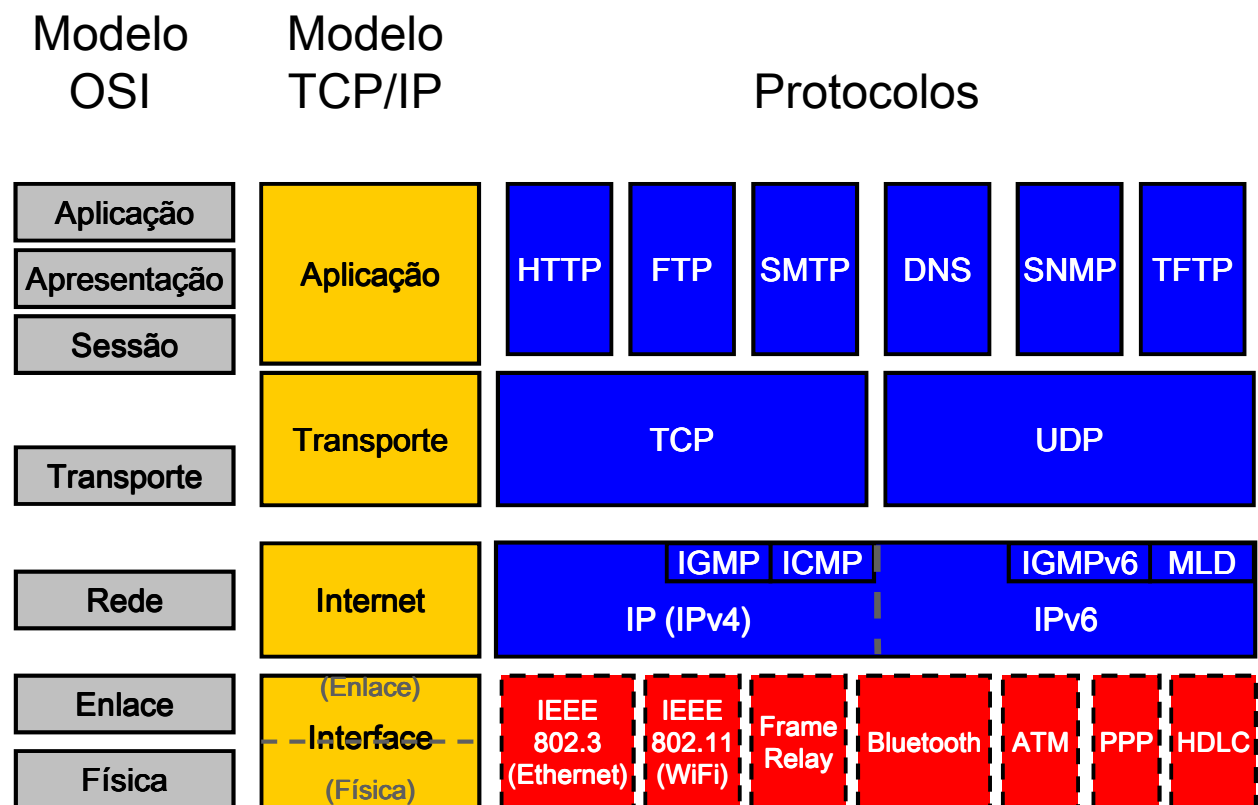 Modelo
OSI
Modelo
TCP/IP
Protocolos
Aplicação
Apresentação
Sessão
Transporte
Rede
Enlace
Física
Aplicação
Transporte
Internet
(Enlace)
Interface
(Física)
HTTP
FTP
SMTP
DNS
SNMP
TFTP
TCP
UDP
IGMP
ICMP
IP (IPv4)
IGMPv6
MLD
IPv6
IEEE
802.3
(Ethernet)
IEEE
802.11
(WiFi)
Frame
Relay
Bluetooth
ATM
PPP
HDLC